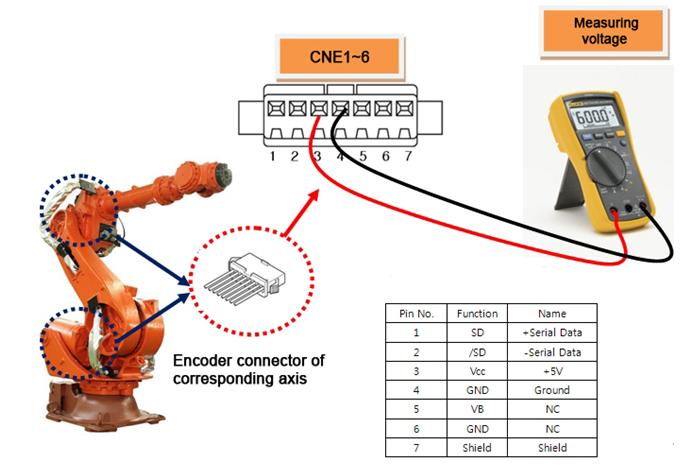 Measuring
voltage
CNE1~6
600.0
1 2 3 4 5 6 7
Encoder connector of
corresponding axis
Pin No. Function Name
1 SD +Serial Data
2 /SD -Serial Data
3 Vcc +5V
4 GND Ground
5 VB NC
6 GND NC
7 Shield Shield